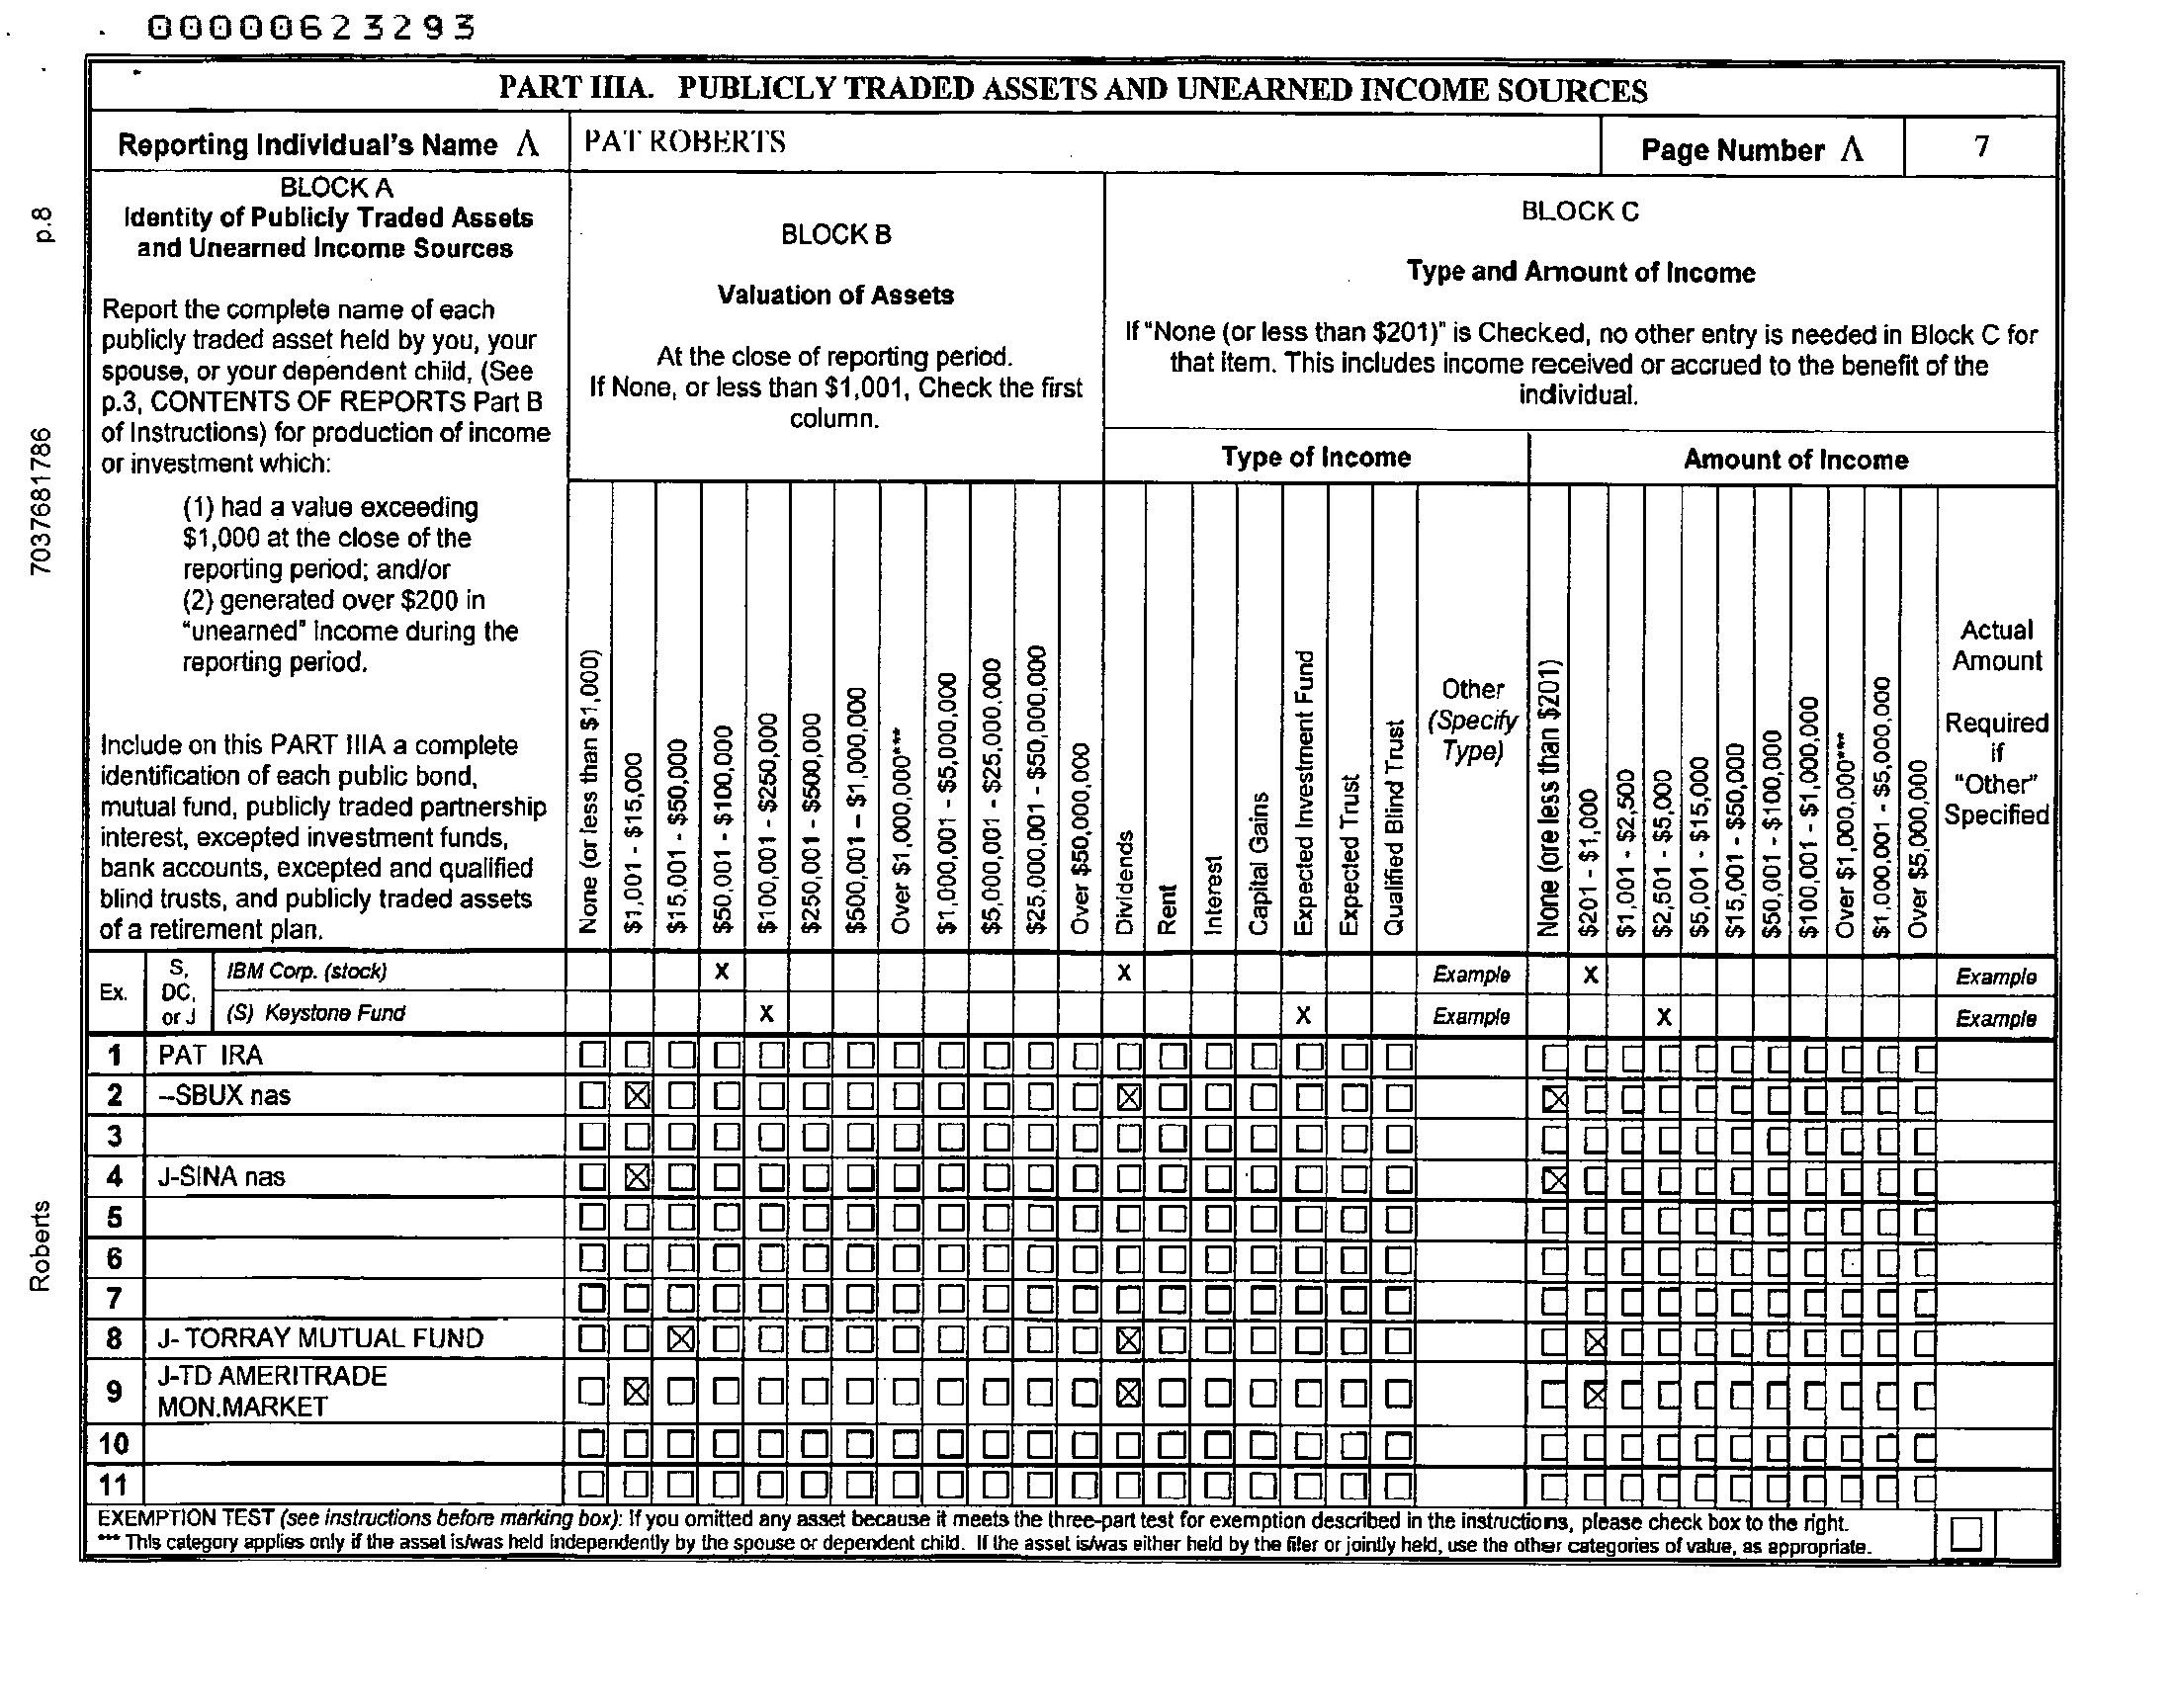 00000623293
PART IIIA. PUBLICLY TRADED ASSETS AND UNEARNED INCOME SOURCES
Reporting Individual's Name Λ
PAT ROBERTS
Page Number Λ
7
BLOCK A
Identity of Publicly Traded Assets
and Unearned Income Sources
Report the complete name of each
publicly traded asset held by you, your
spouse, or your dependent child, (See
p.3, CONTENTS OF REPORTS Part B
of Instructions) for production of income
or investment which:
(1) had a value exceeding
$1,000 at the close of the
reporting period; and/or
(2) generated over $200 in
"unearned" income during the
reporting period.
Include on this PART IIIA a complete
identification of each public bond,
mutual fund, publicly traded partnership
interest, excepted investment funds,
bank accounts, excepted and qualified
blind trusts, and publicly traded assets
of a retirement plan.
BLOCK B
Valuation of Assets
At the close of reporting period.
If None, or less than $1,001, Check the first
column.
None (or less than $1,000)
$1,001 - $15,000
$15,001 - $50,000
$50,001 - $100,000
$100,001 - $250,000
$250,001 - $500,000
$500,001 – $1,000,000
Over $1,000,000***
$1,000,001 - $5,000,000
$5,000,001 - $25,000,000
$25,000,001 - $50,000,000
Over $50,000,000
BLOCK C
Type and Amount of Income
If "None (or less than $201)" is Checked, no other entry is needed in Block C for
that item. This includes income received or accrued to the benefit of the
individual.
Type of Income
Dividends
Rent
Interest
Capital Gains
Expected Investment Fund
Expected Trust
Qualified Blind Trust
Other
(Specify
Type)
Amount of Income
None (ore less than $201)
$201 - $1,000
$1,001 - $2,500
$2,501 - $5,000
$5,001 - $15,000
$15,001 - $50,000
$50,001 - $100,000
$100,001 - $1,000,000
Over $1,000,000***
$1,000,001 - $5,000,000
Over $5,000,000
Actual
Amount
Required
if
"Other"
Specified
Ex.
S,
DC,
or J
IBM Corp. (stock) X X Example X Example
(S) Keystone Fund X X Example X Example
1 PAT IRA
2 –SBUX nas
3
4 J-SINA nas
5
6
7
8 J- TORRAY MUTUAL FUND
9 J-TD AMERITRADE
MON.MARKET
10
11
EXEMPTION TEST (see instructions before marking box): If you omitted any asset because it meets the three-part test for exemption described in the instructions, please check box to the right.
*** This category applies only if the asset is/was held independently by the spouse or dependent child. If the asset is/was either held by the filer or jointly held, use the other categories of value, as appropriate.
p.8
7037681786
Roberts